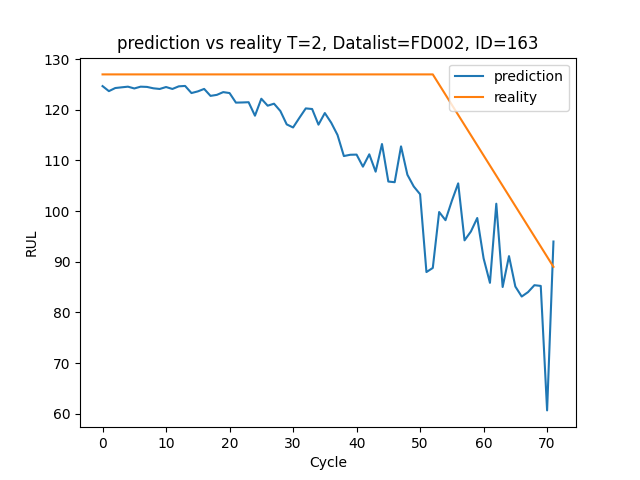 prediction vs reality T=2, Datalist=FD002, ID=163
130
120
110
100
90
80
70
60
RUL
prediction
reality
0 10 20 30 40 50 60 70
Cycle